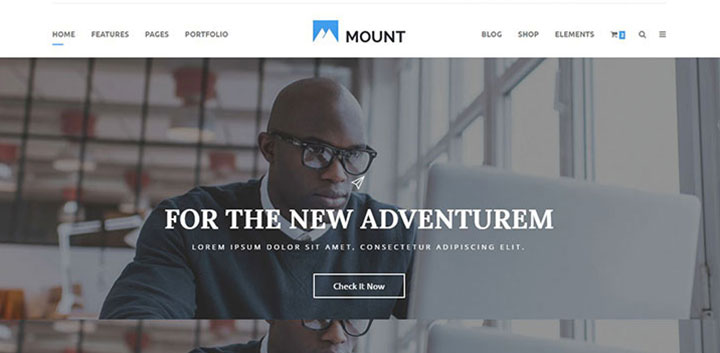 HOME FEATURES PAGES PORTFOLIO MOUNT BLOG SHOP ELEMENTS
FOR THE NEW ADVENTUREM
LOREM IPSUM DOLOR SIT AMET, CONSECTETUR ADIPISCING ELIT.
Check It Now